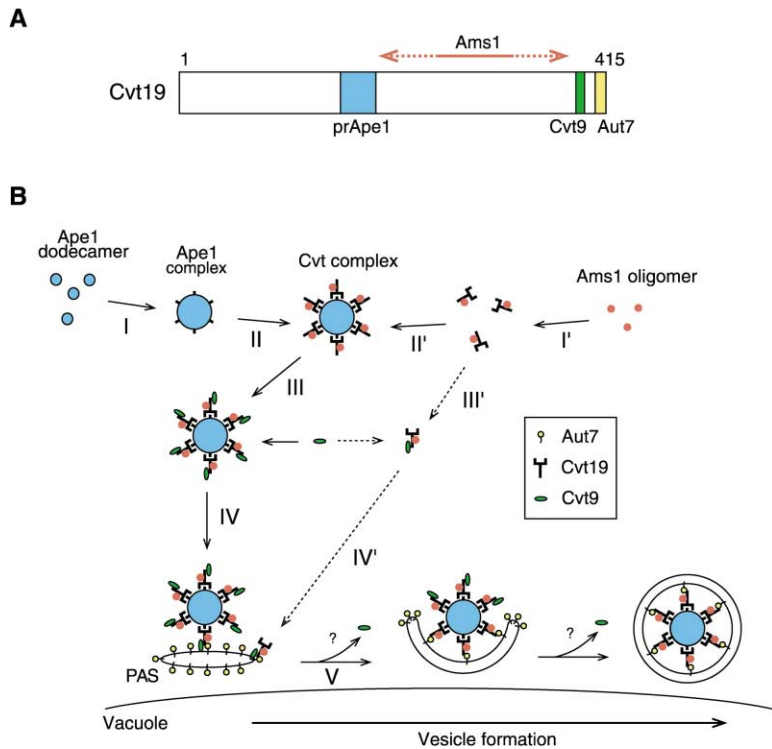 A
Ams1
1 415
Cvt19
prApe1 Cvt9 Aut7
B
Ape1
dodecamer
Ape1
complex
Cvt complex
Ams1 oligomer
I II II' I'
III III'
Aut7
Cvt19
Cvt9
IV IV'
? ?
PAS V
Vacuole
Vesicle formation